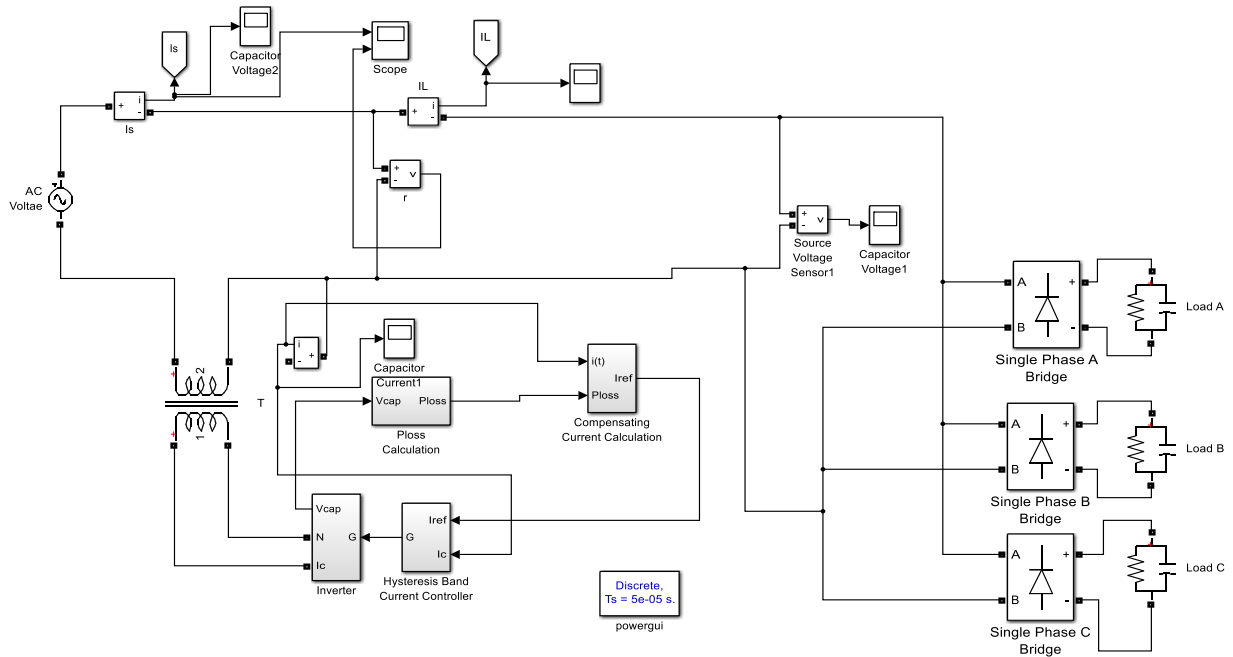 Is
Capacitor
Voltage2
Scope
IL
IL
+
i
-
Is
+
i
-
AC
Voltae
+
-
v
r
+
-
v
Source
Voltage
Sensor1
Capacitor
Voltage1
A
+
B
-
Single Phase A
Bridge
Load A
i
-
+
Capacitor
Current1
i(t)
Iref
Ploss
Compensating
Current Calculation
Vcap
Ploss
Ploss
Calculation
+
2
T
+
1
A
+
B
-
Single Phase B
Bridge
Load B
Vcap
N
G
Ic
Inverter
Iref
G
Ic
Hysteresis Band
Current Controller
Discrete,
Ts = 5e-05 s.
powergui
A
+
B
-
Single Phase C
Bridge
Load C